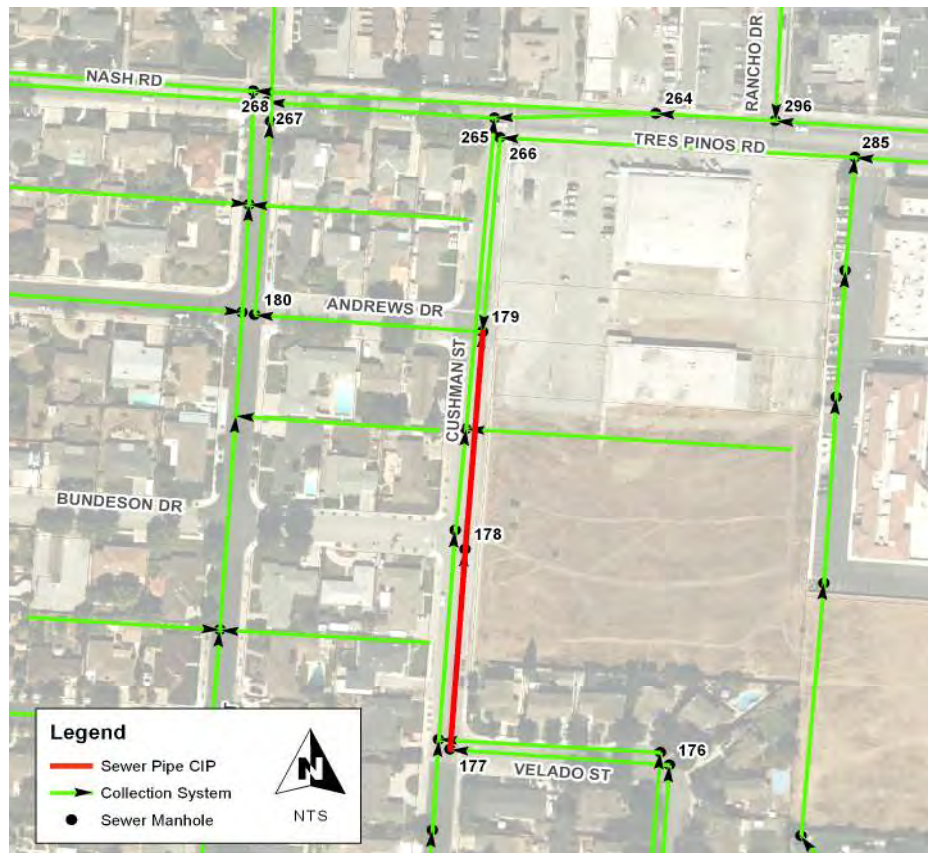 NASH RD
RANCHO DR
268
267
264
296
265
266
TRES PINOS RD
285
180
ANDREWS DR
179
CUSHMAN ST
BUNDESON DR
178
177
VELADO ST
176
Legend
Sewer Pipe CIP
Collection System
Sewer Manhole
N
NTS